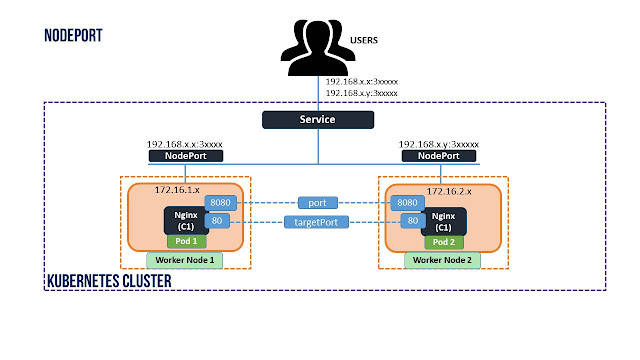 NODEPORT
USERS
192.168.x.x:3xxxxx
192.168.x.y:3xxxxx
Service
192.168.x.x:3xxxx
192.168.x.y:3xxxxx
NodePort
NodePort
172.16.1.x
172.16.2.x
8080
port
8080
Nginx
(C1)
80
targetPort
80
Nginx
(C1)
Pod 1
Pod 2
Worker Node 1
Worker Node 2
KUBERNETES CLUSTER